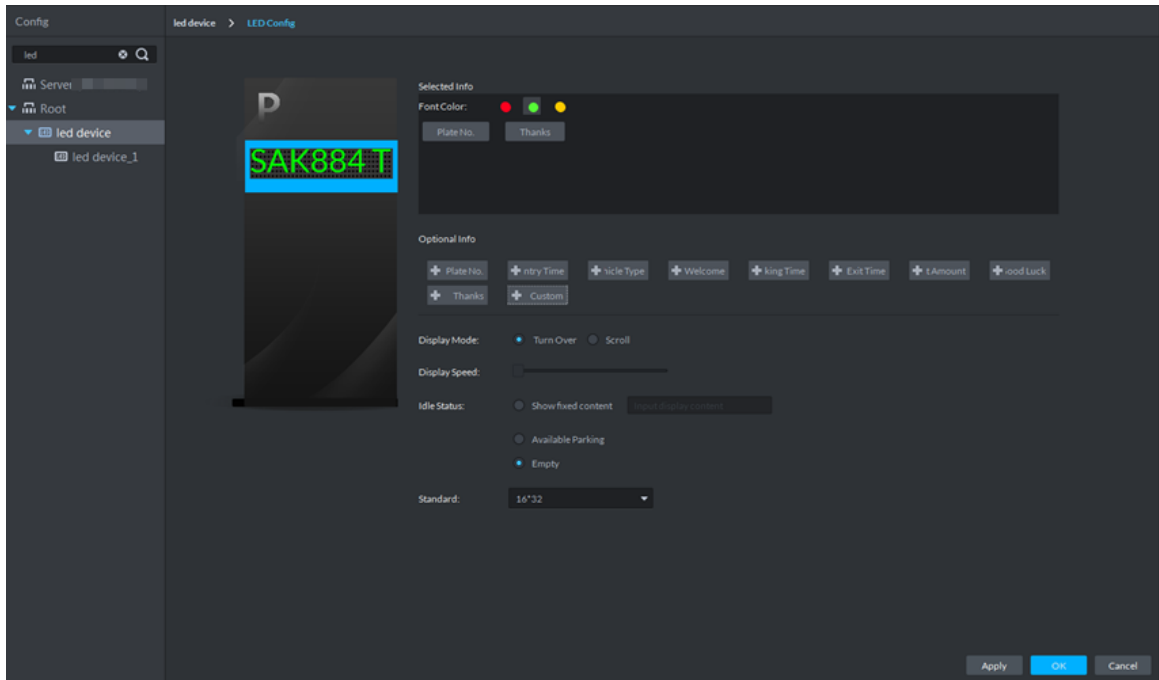 Config
led device > LED Config
led
Server
Root
led device
led device_1
P
SAK884 T
Selected Info
Font Color:
Plate No. Thanks
Optional Info
Plate No. ntry Time nicle Type Welcome king Time Exit Time t Amount ood Luck
Thanks Custom
Display Mode: Turn Over Scroll
Display Speed:
Idle Status: Show fixed content Input display content
Available Parking
Empty
Standard: 16*32
Apply OK Cancel